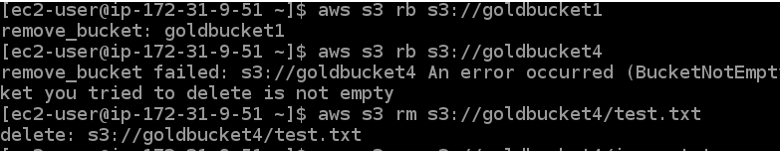 [ec2-user@ip-172-31-9-51 ~]$ aws s3 rb s3://goldbucket1
remove_bucket: goldbucket1
[ec2-user@ip-172-31-9-51 ~]$ aws s3 rb s3://goldbucket4
remove_bucket failed: s3://goldbucket4 An error occurred (BucketNotEmpt
ket you tried to delete is not empty
[ec2-user@ip-172-31-9-51 ~]$ aws s3 rm s3://goldbucket4/test.txt
delete: s3://goldbucket4/test.txt